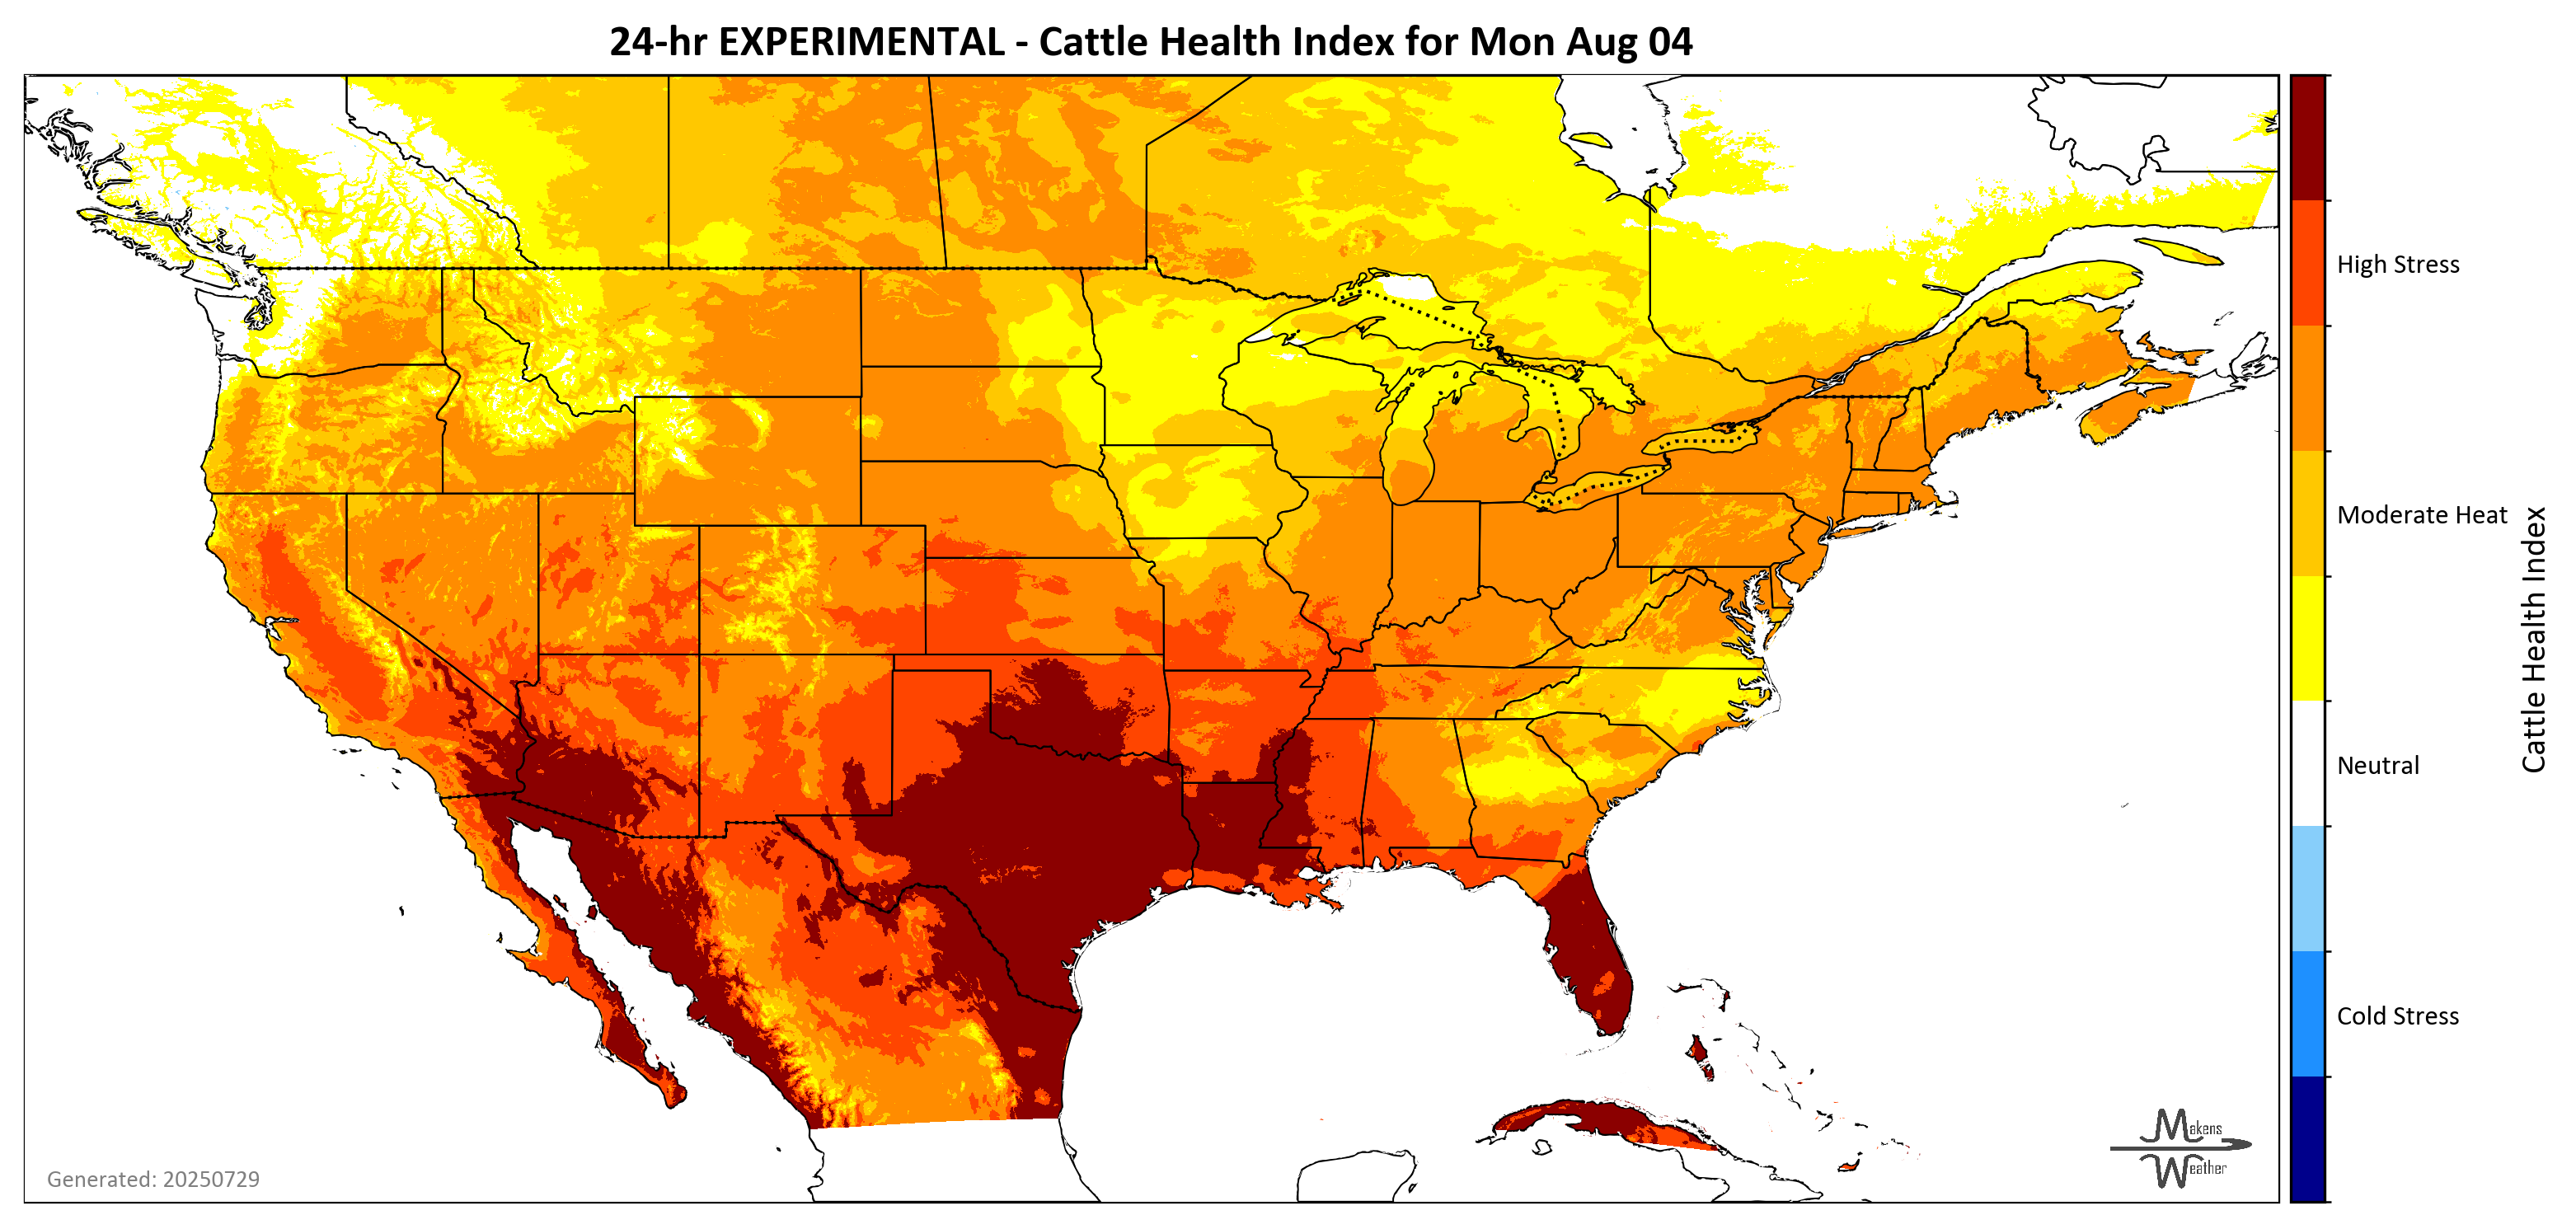 24-hr EXPERIMENTAL - Cattle Health Index for Mon Aug 04
High Stress
Moderate Heat
Neutral
Cold Stress
Cattle Health Index
Makens
Weather
Generated: 20250729